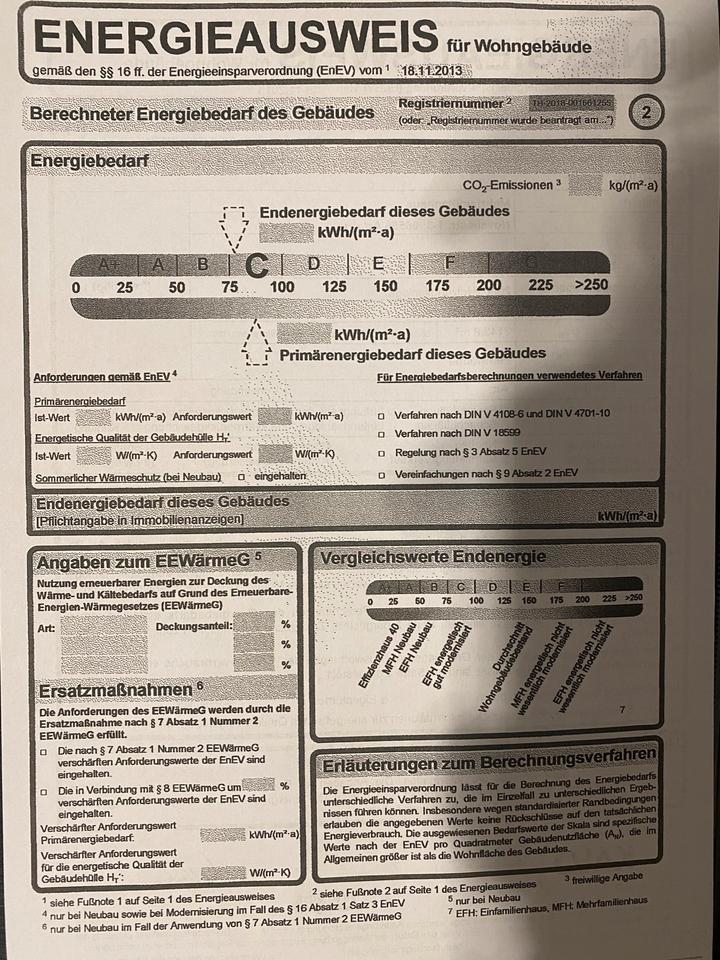 ENERGIEAUSWEIS für Wohngebäude
gemäß den §§ 16 ff. der Energieeinsparverordnung (EnEV) vom ¹ 18.11.2013
Berechneter Energiebedarf des Gebäudes
Registriernummer ² TH-2018-001661255
(oder: „Registriernummer wurde beantragt am...")
2
Energiebedarf
CO₂-Emissionen ³ kg/(m²·a)
Endenergiebedarf dieses Gebäudes
kWh/(m²·a)
A+ A B C D E F G
0 25 50 75 100 125 150 175 200 225 >250
kWh/(m²·a)
Primärenergiebedarf dieses Gebäudes
Anforderungen gemäß EnEV ⁴
Primärenergiebedarf
Ist-Wert kWh/(m²·a) Anforderungswert kWh/(m²·a)
Energetische Qualität der Gebäudehülle H_T'
Ist-Wert W/(m²·K) Anforderungswert W/(m²·K)
Sommerlicher Wärmeschutz (bei Neubau) □ eingehalten
Für Energiebedarfsberechnungen verwendetes Verfahren
□ Verfahren nach DIN V 4108-6 und DIN V 4701-10
□ Verfahren nach DIN V 18599
□ Regelung nach § 3 Absatz 5 EnEV
□ Vereinfachungen nach § 9 Absatz 2 EnEV
Endenergiebedarf dieses Gebäudes
[Pflichtangabe in Immobilienanzeigen] kWh/(m²·a)
Angaben zum EEWärmeG ⁵
Nutzung erneuerbarer Energien zur Deckung des
Wärme- und Kältebedarfs auf Grund des Erneuerbare-
Energien-Wärmegesetzes (EEWärmeG)
Art: Deckungsanteil: %
%
%
Ersatzmaßnahmen ⁶
Die Anforderungen des EEWärmeG werden durch die
Ersatzmaßnahme nach § 7 Absatz 1 Nummer 2
EEWärmeG erfüllt.
□ Die nach § 7 Absatz 1 Nummer 2 EEWärmeG
verschärften Anforderungswerte der EnEV sind
eingehalten.
□ Die in Verbindung mit § 8 EEWärmeG um %
verschärften Anforderungswerte der EnEV sind
eingehalten.
Verschärfter Anforderungswert
Primärenergiebedarf: kWh/(m²·a)
Verschärfter Anforderungswert
für die energetische Qualität der
Gebäudehülle H_T': W/(m²·K)
Vergleichswerte Endenergie
A+ A B C D E F
0 25 50 75 100 125 150 175 200 225 >250
Effizienzhaus 40
MFH Neubau
EFH Neubau
EFH energetisch
gut modernisiert
Durchschnitt
Wohngebäudebestand
MFH energetisch nicht
wesentlich modernisiert
EFH energetisch nicht
wesentlich modernisiert
7
Erläuterungen zum Berechnungsverfahren
Die Energieeinsparverordnung lässt für die Berechnung des Energiebedarfs
unterschiedliche Verfahren zu, die im Einzelfall zu unterschiedlichen Ergeb-
nissen führen können. Insbesondere wegen standardisierter Randbedingungen
erlauben die angegebenen Werte keine Rückschlüsse auf den tatsächlichen
Energieverbrauch. Die ausgewiesenen Bedarfswerte der Skala sind spezifische
Werte nach der EnEV pro Quadratmeter Gebäudenutzfläche (A_N), die im
Allgemeinen größer ist als die Wohnfläche des Gebäudes.
¹ siehe Fußnote 1 auf Seite 1 des Energieausweises
² siehe Fußnote 2 auf Seite 1 des Energieausweises
³ freiwillige Angabe
⁴ nur bei Neubau sowie bei Modernisierung im Fall des § 16 Absatz 1 Satz 3 EnEV
⁵ nur bei Neubau
⁶ nur bei Neubau im Fall der Anwendung von § 7 Absatz 1 Nummer 2 EEWärmeG
⁷ EFH: Einfamilienhaus, MFH: Mehrfamilienhaus